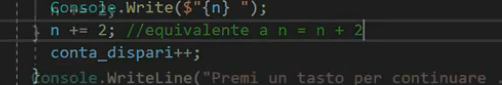 Console.Write($"{n} ");
n += 2; //equivalente a n = n + 2
conta_dispari++;
}
Console.WriteLine("Premi un tasto per continuare .